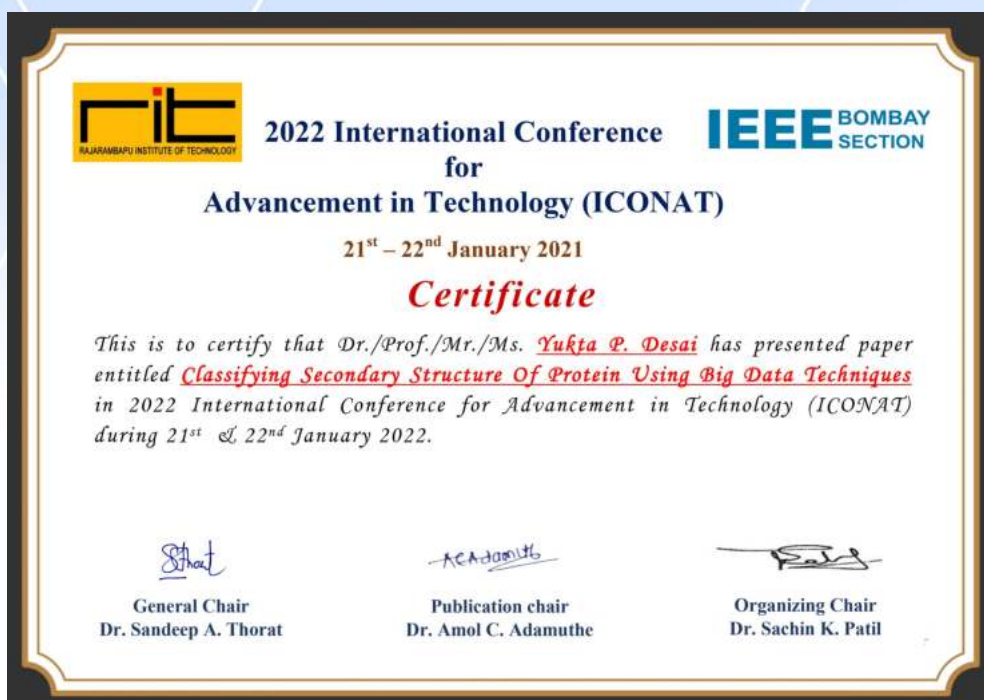 rit
RAJARAMBAPU INSTITUTE OF TECHNOLOGY
IEEE BOMBAY SECTION
2022 International Conference
for
Advancement in Technology (ICONAT)
21st – 22nd January 2021
Certificate
This is to certify that Dr./Prof./Mr./Ms. Yukta P. Desai has presented paper
entitled Classifying Secondary Structure Of Protein Using Big Data Techniques
in 2022 International Conference for Advancement in Technology (ICONAT)
during 21st & 22nd January 2022.
SThorat
ACAdamuthe
General Chair
Dr. Sandeep A. Thorat
Publication chair
Dr. Amol C. Adamuthe
Organizing Chair
Dr. Sachin K. Patil